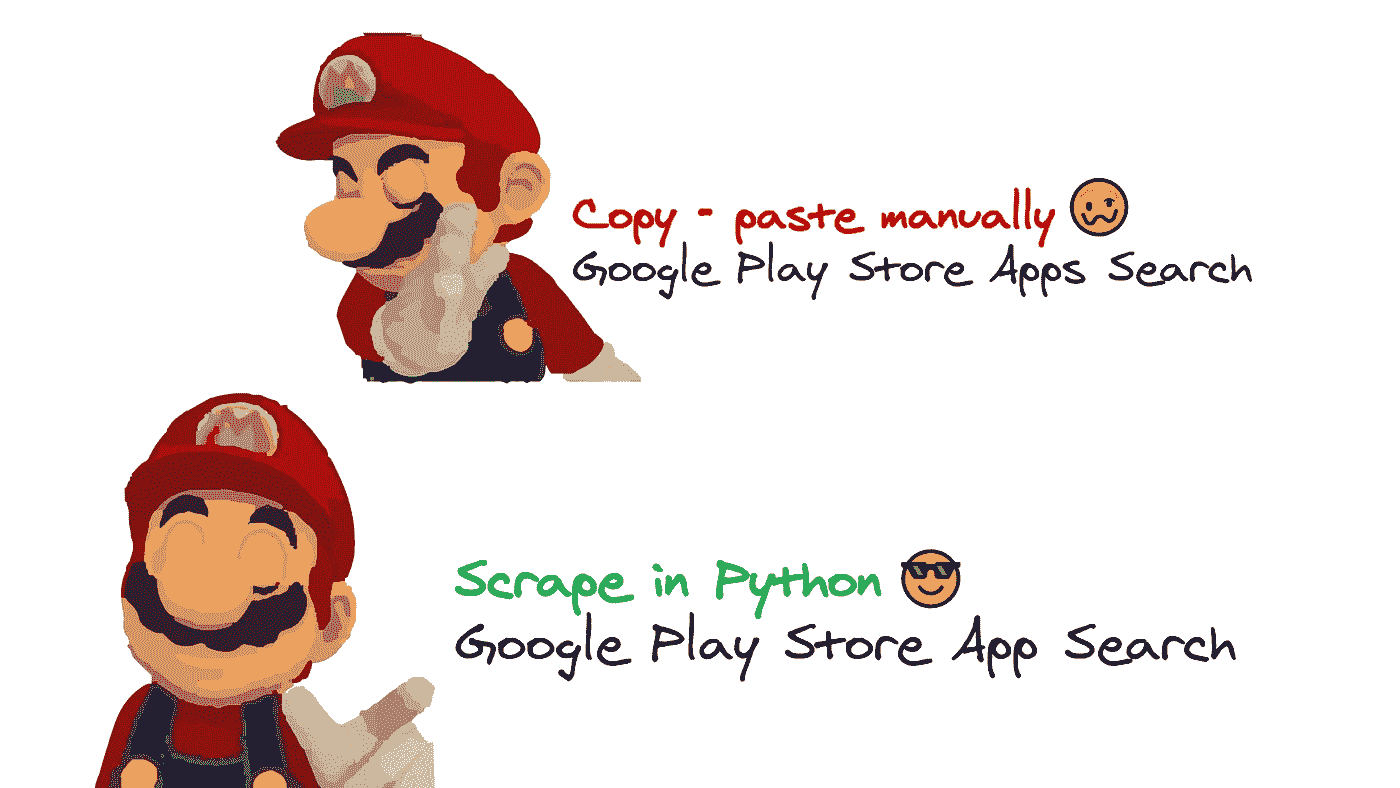 Copy - paste manually
Google Play Store Apps Search
Scrape in Python
Google Play Store App Search